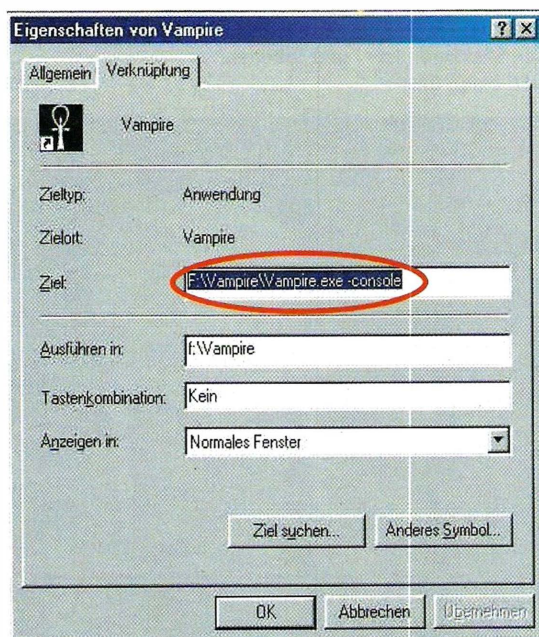 Eigenschaften von Vampire
Allgemein Verknüpfung
Vampire
Zieltyp: Anwendung
Zielort: Vampire
Ziel: F:\Vampire\Vampire.exe -console
Ausführen in: f:\Vampire
Tastenkombination: Kein
Anzeigen in: Normales Fenster
Ziel suchen... Anderes Symbol...
OK Abbrechen Übernehmen